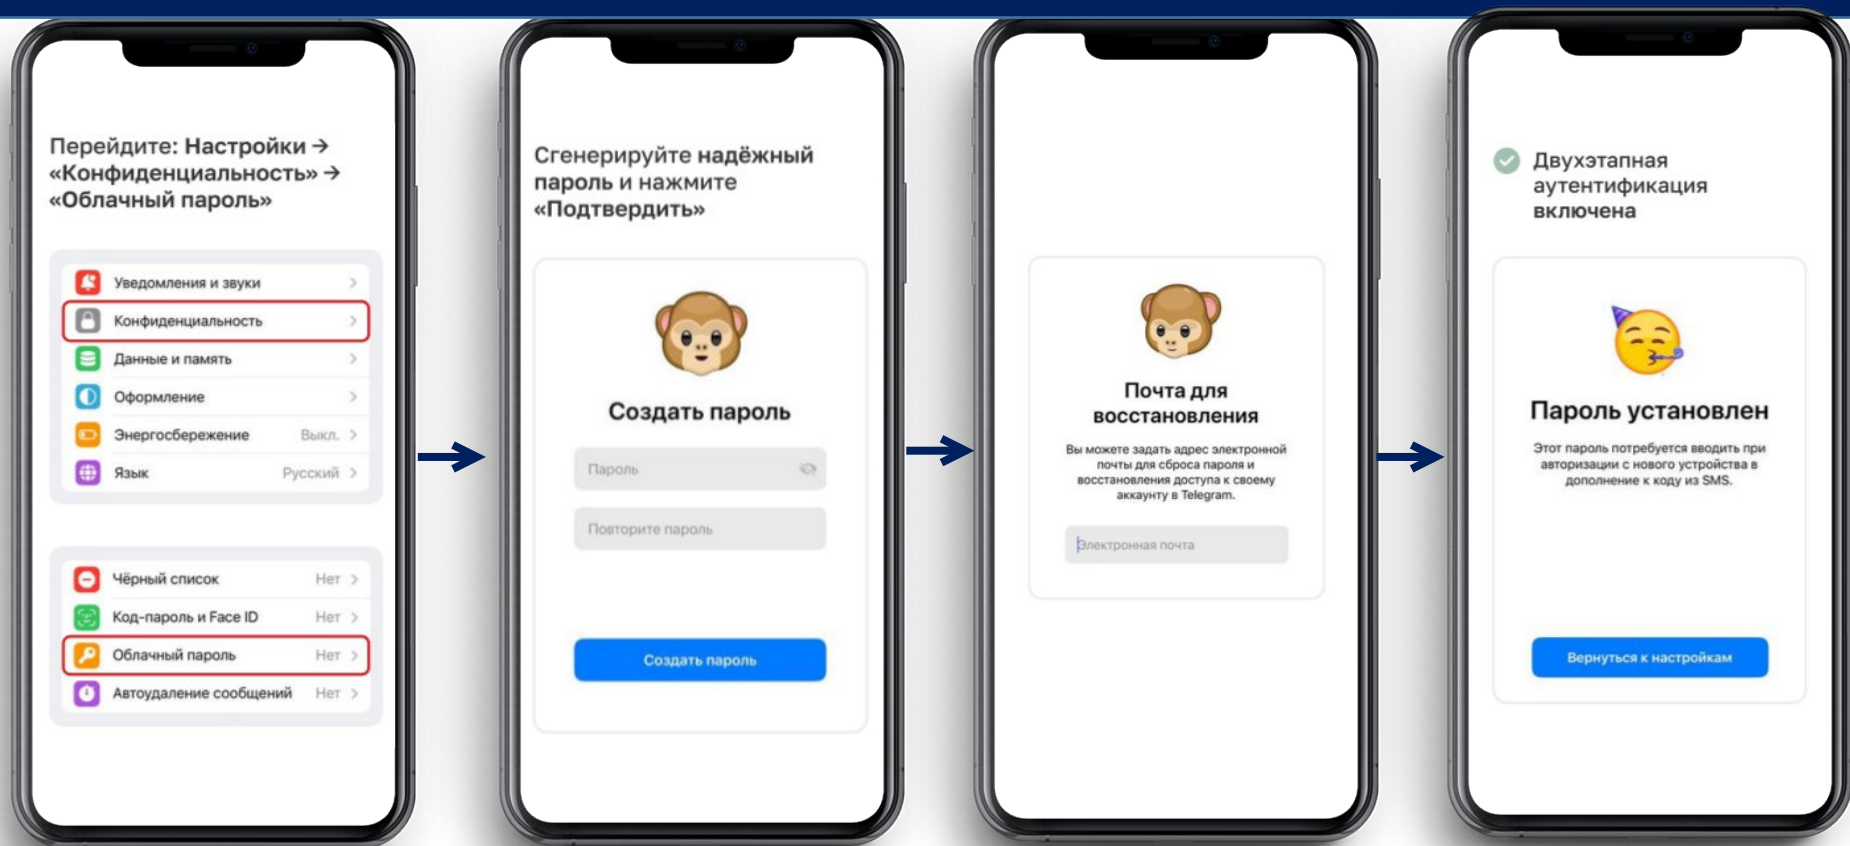 Перейдите: Настройки →
«Конфиденциальность» →
«Облачный пароль»
Уведомления и звуки
Конфиденциальность
Данные и память
Оформление
Энергосбережение Выкл.
Язык Русский
Чёрный список Нет
Код-пароль и Face ID Нет
Облачный пароль Нет
Автоудаление сообщений Нет
Сгенерируйте надёжный
пароль и нажмите
«Подтвердить»
Создать пароль
Пароль
Повторите пароль
Создать пароль
Почта для
восстановления
Вы можете задать адрес электронной
почты для сброса пароля и
восстановления доступа к своему
аккаунту в Telegram.
Электронная почта
Двухэтапная
аутентификация
включена
Пароль установлен
Этот пароль потребуется вводить при
авторизации с нового устройства в
дополнение к коду из SMS.
Вернуться к настройкам